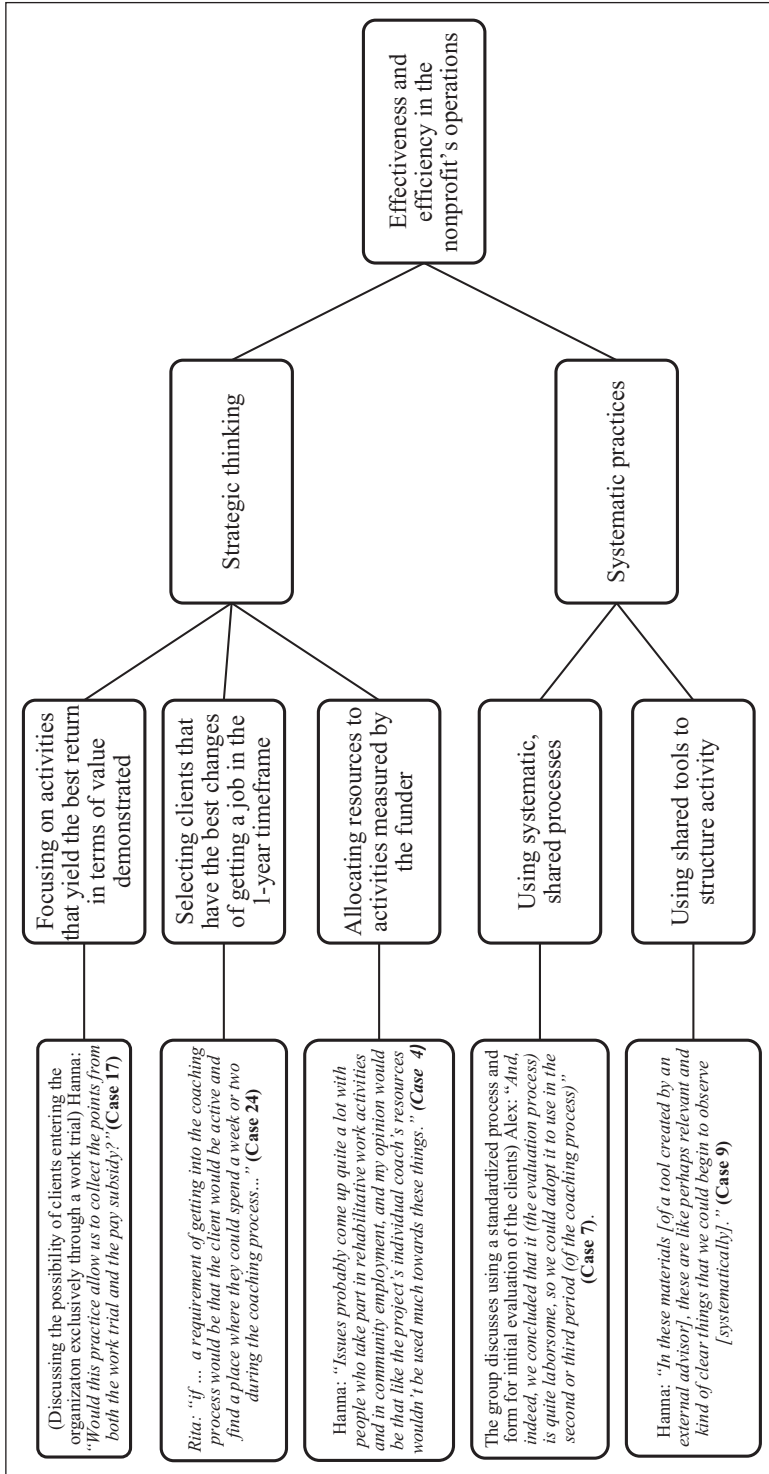 (Discussing the possibility of clients entering the
organizaton exclusively through a work trial) Hanna:
“Would this practice allow us to collect the points from
both the work trial and the pay subsidy?” (Case 17)
Focusing on activities
that yield the best return
in terms of value
demonstrated
Rita: “if ... a requirement of getting into the coaching
process would be that the client would be active and
find a place where they could spend a week or two
during the coaching process...” (Case 24)
Selecting clients that
have the best changes
of getting a job in the
1-year timeframe
Hanna: “Issues probably come up quite a lot with
people who take part in rehabilitative work activities
and in community employment, and my opinion would
be that like the project’s individual coach’s resources
wouldn’t be used much towards these things.” (Case 4)
Allocating resources to
activities measured by
the funder
Strategic thinking
The group discusses using a standardized process and
form for initial evaluation of the clients) Alex: “And,
indeed, we concluded that it (the evaluation process)
is quite laborsome, so we could adopt it to use in the
second or third period (of the coaching process)”
(Case 7).
Using systematic,
shared processes
Hanna: “In these materials [of a tool created by an
external advisor], these are like perhaps relevant and
kind of clear things that we could begin to observe
[systematically].” (Case 9)
Using shared tools to
structure activity
Systematic practices
Effectiveness and
efficiency in the
nonprofit’s operations